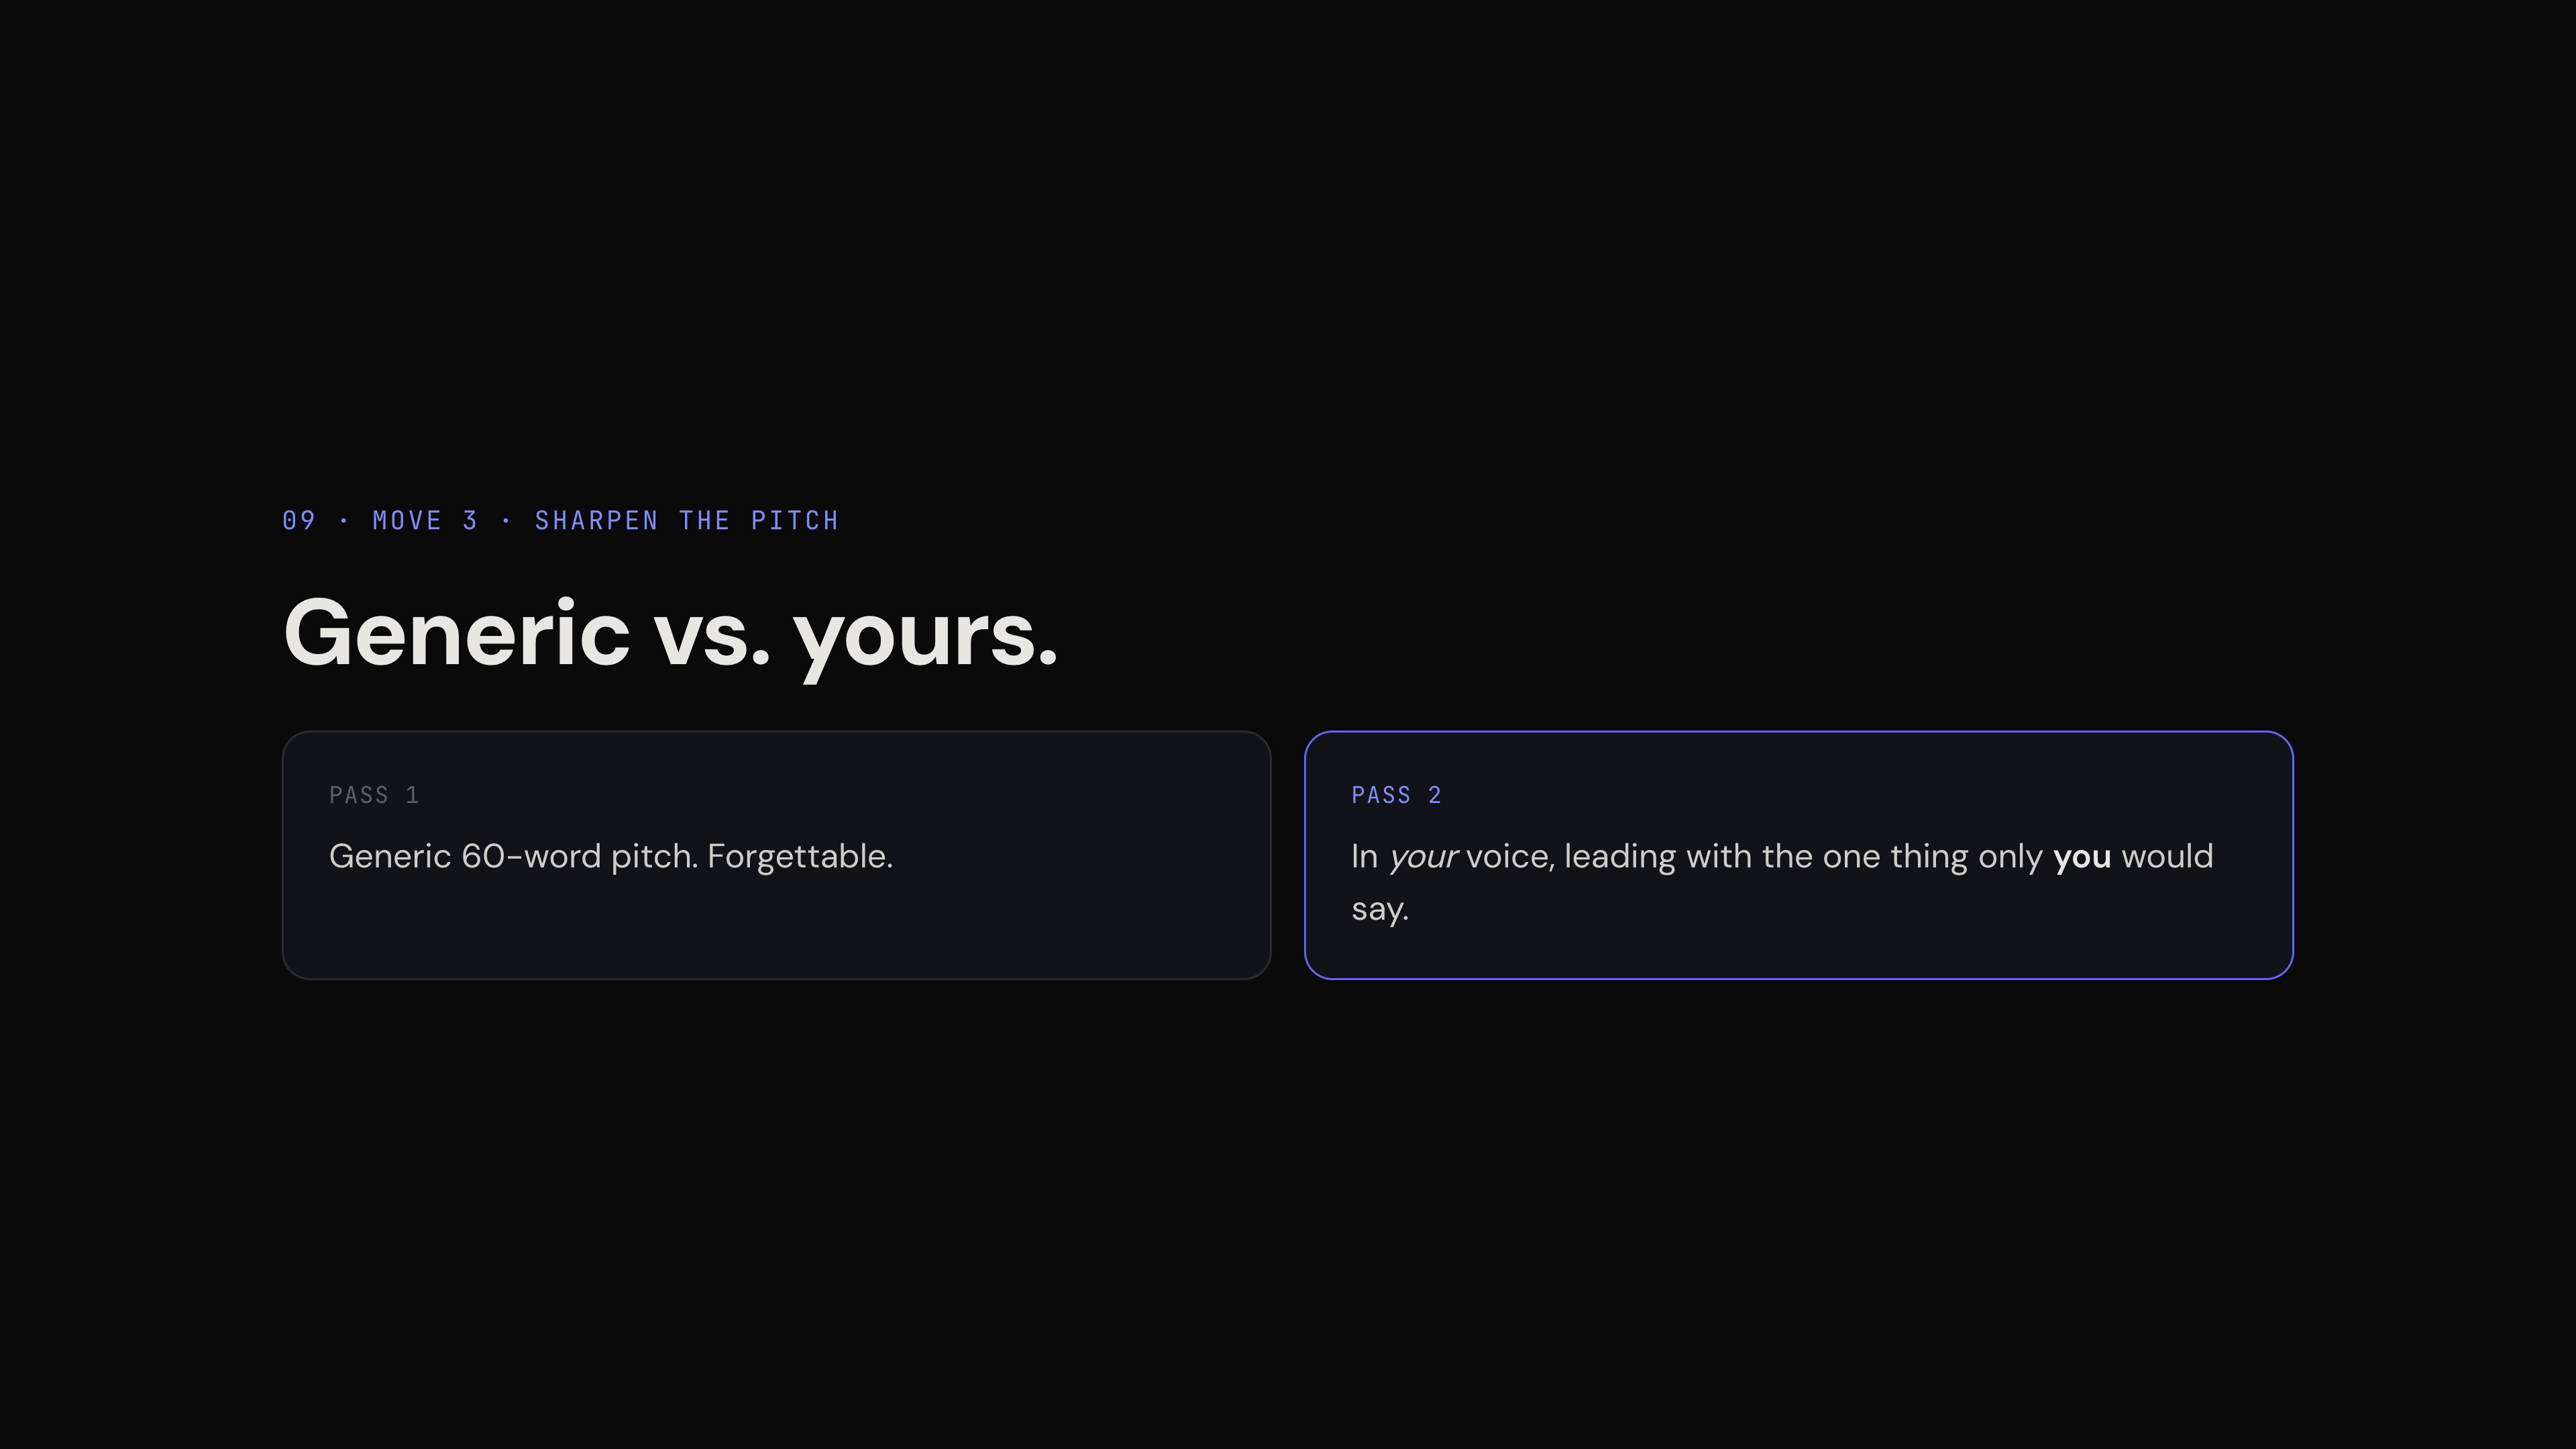 09 · MOVE 3 · SHARPEN THE PITCH
Generic vs. yours.
PASS 1
Generic 60-word pitch. Forgettable.
PASS 2
In your voice, leading with the one thing only you would
say.